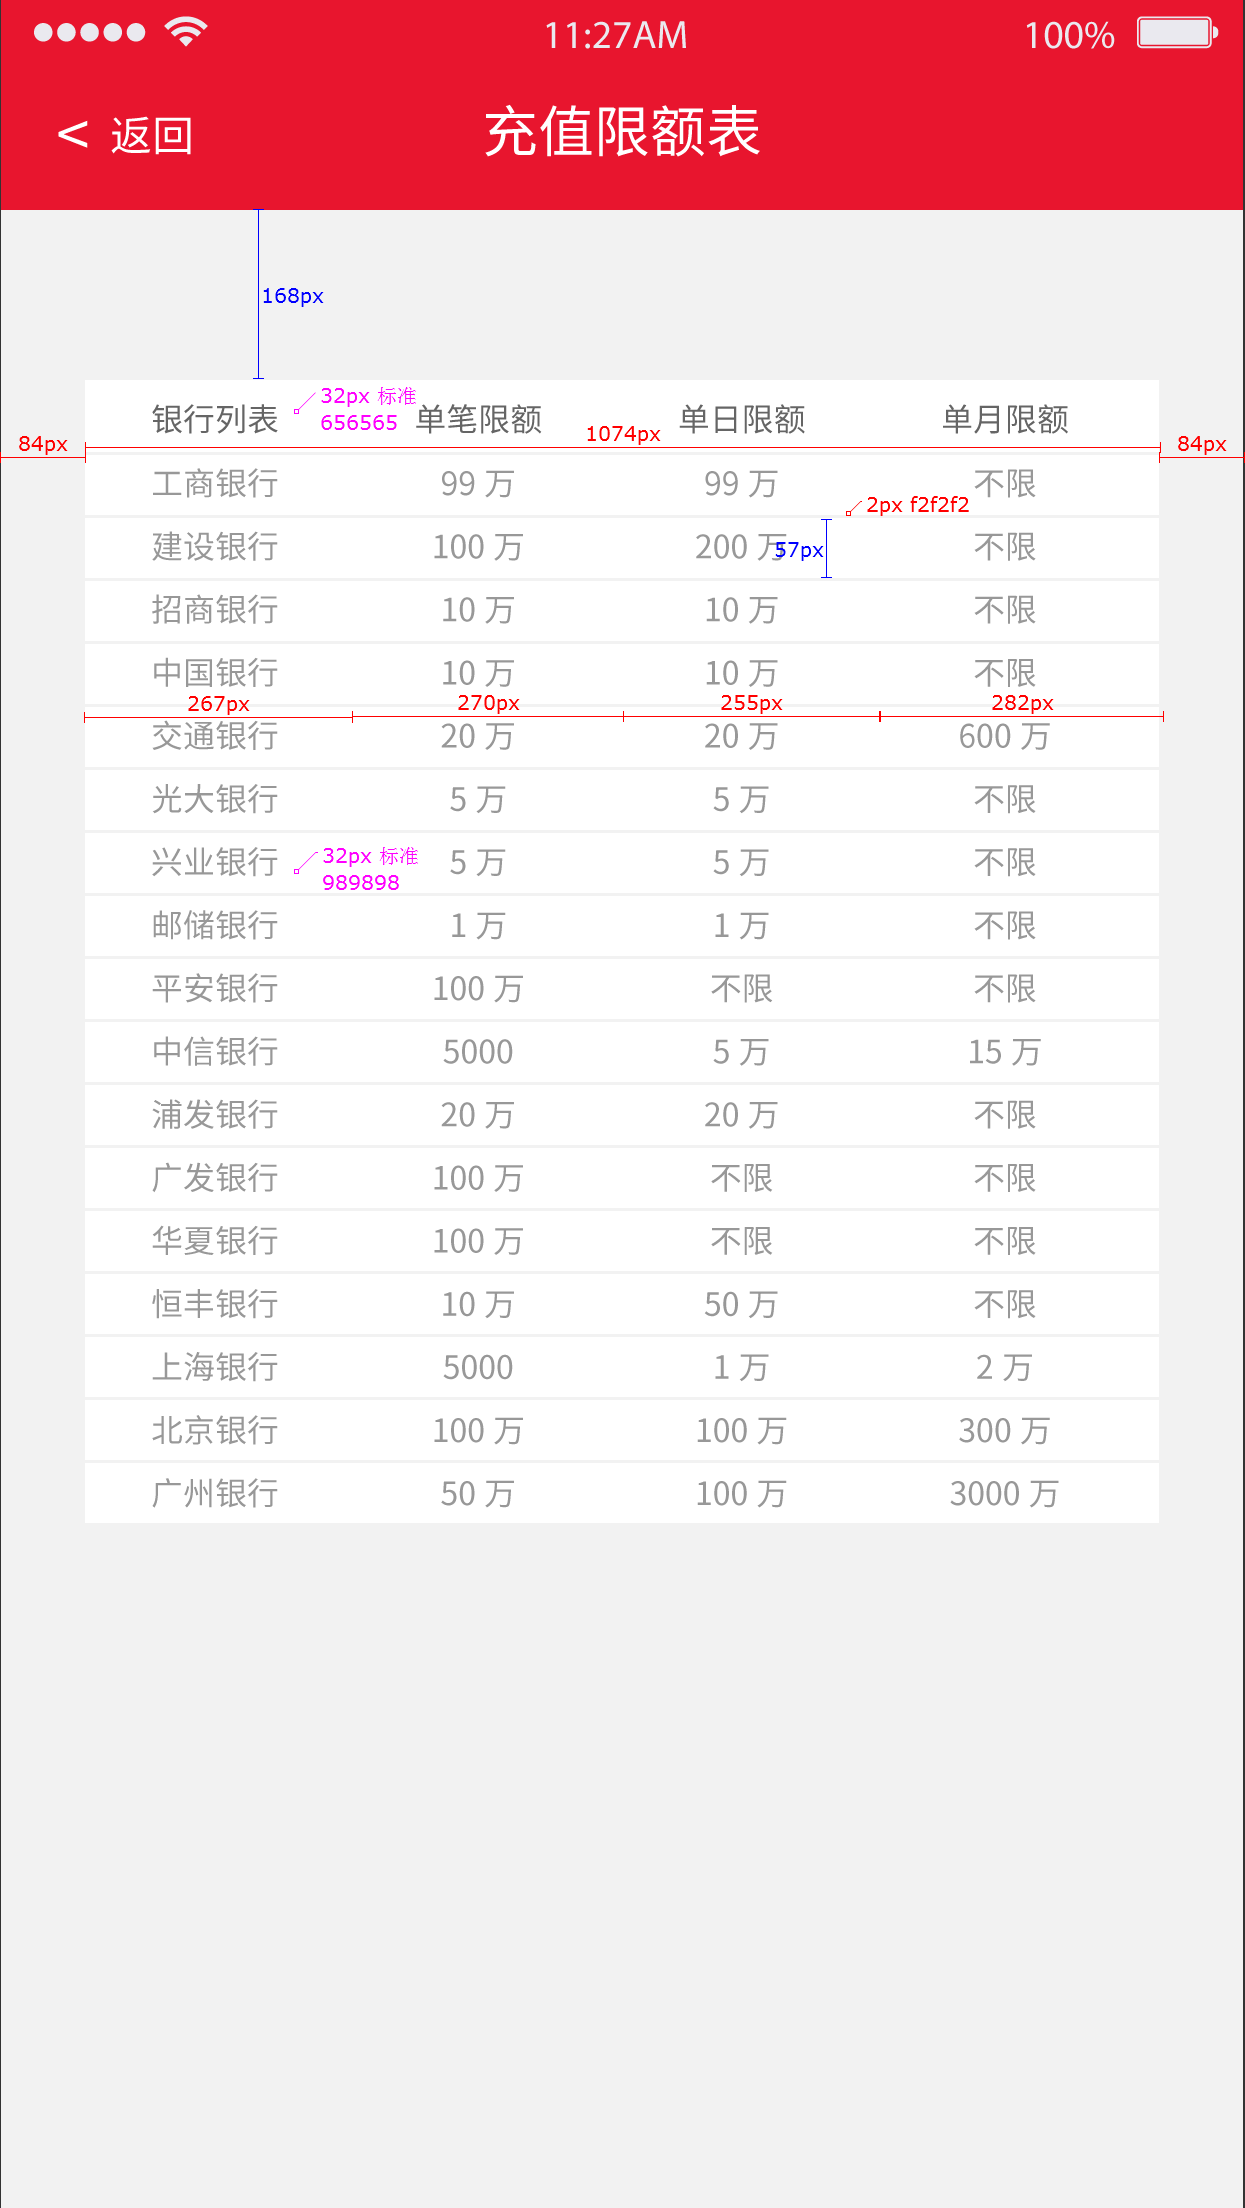 11:27AM 100%
< 返回 充值限额表
168px
银行列表 单笔限额 单日限额 单月限额
32px 标准
656565
84px 1074px 84px
工商银行 99 万 99 万 不限
2px f2f2f2
建设银行 100 万 200 万 不限
57px
招商银行 10 万 10 万 不限
中国银行 10 万 10 万 不限
267px 270px 255px 282px
交通银行 20 万 20 万 600 万
光大银行 5 万 5 万 不限
兴业银行 5 万 5 万 不限
32px 标准
989898
邮储银行 1 万 1 万 不限
平安银行 100 万 不限 不限
中信银行 5000 5 万 15 万
浦发银行 20 万 20 万 不限
广发银行 100 万 不限 不限
华夏银行 100 万 不限 不限
恒丰银行 10 万 50 万 不限
上海银行 5000 1 万 2 万
北京银行 100 万 100 万 300 万
广州银行 50 万 100 万 3000 万